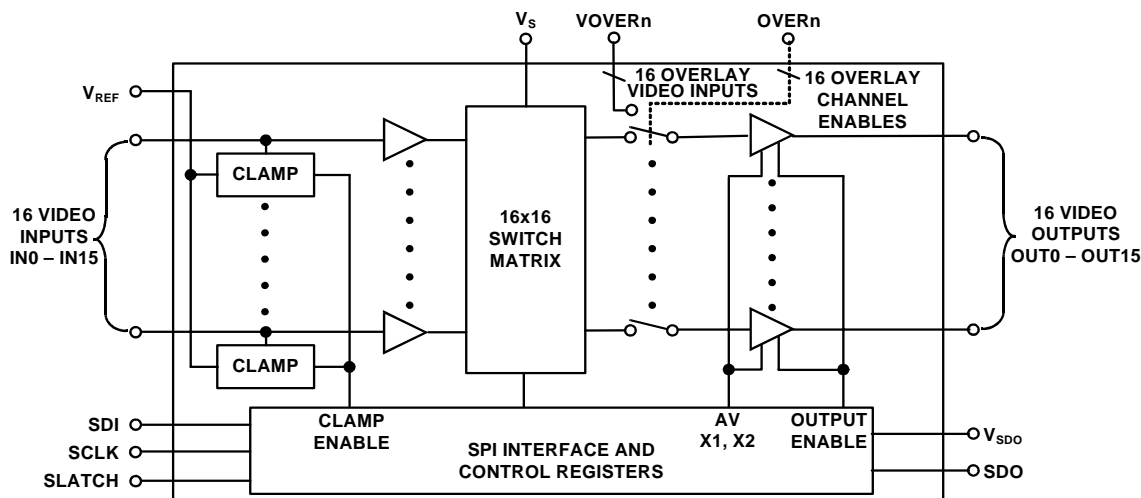 VS
VOVERn
OVERn
16 OVERLAY
VIDEO INPUTS
16 OVERLAY
CHANNEL
ENABLES
VREF
CLAMP
16 VIDEO
INPUTS
IN0 – IN15
16x16
SWITCH
MATRIX
16 VIDEO
OUTPUTS
OUT0 – OUT15
CLAMP
SDI
SCLK
SLATCH
CLAMP
ENABLE
SPI INTERFACE AND
CONTROL REGISTERS
AV
X1, X2
OUTPUT
ENABLE
VSDO
SDO